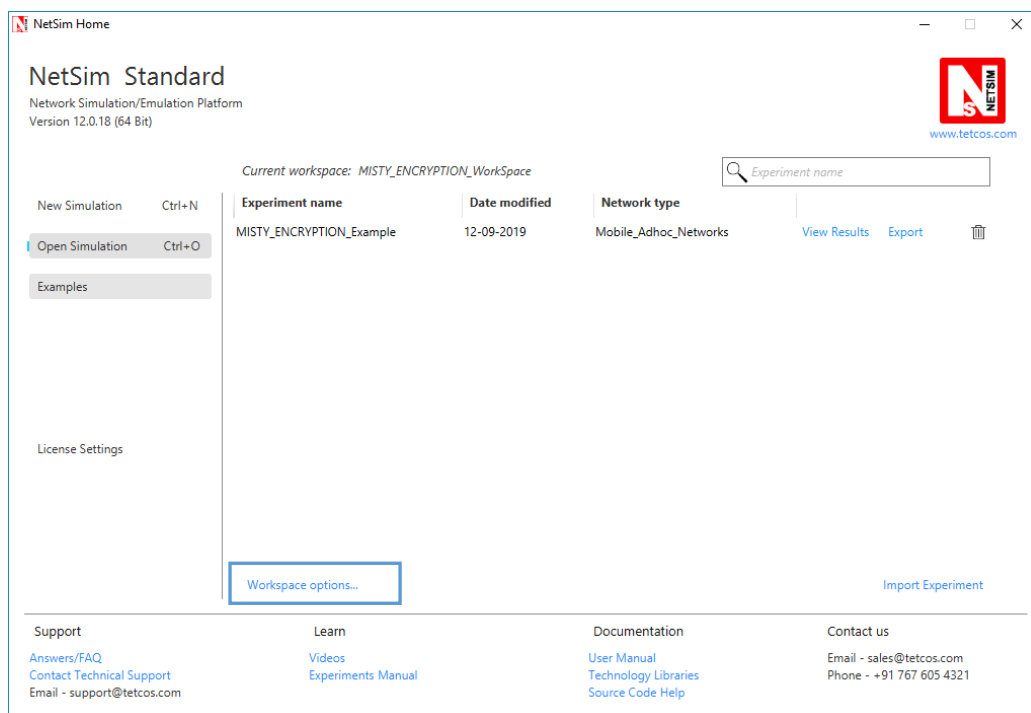 NetSim Home
NetSim Standard
Network Simulation/Emulation Platform
Version 12.0.18 (64 Bit)
NETSIM
www.tetcos.com
Current workspace: MISTY_ENCRYPTION_WorkSpace
Experiment name
New Simulation Ctrl+N
Open Simulation Ctrl+O
Examples
License Settings
Experiment name Date modified Network type
MISTY_ENCRYPTION_Example 12-09-2019 Mobile_Adhoc_Networks View Results Export
Workspace options...
Import Experiment
Support
Answers/FAQ
Contact Technical Support
Email - support@tetcos.com
Learn
Videos
Experiments Manual
Documentation
User Manual
Technology Libraries
Source Code Help
Contact us
Email - sales@tetcos.com
Phone - +91 767 605 4321